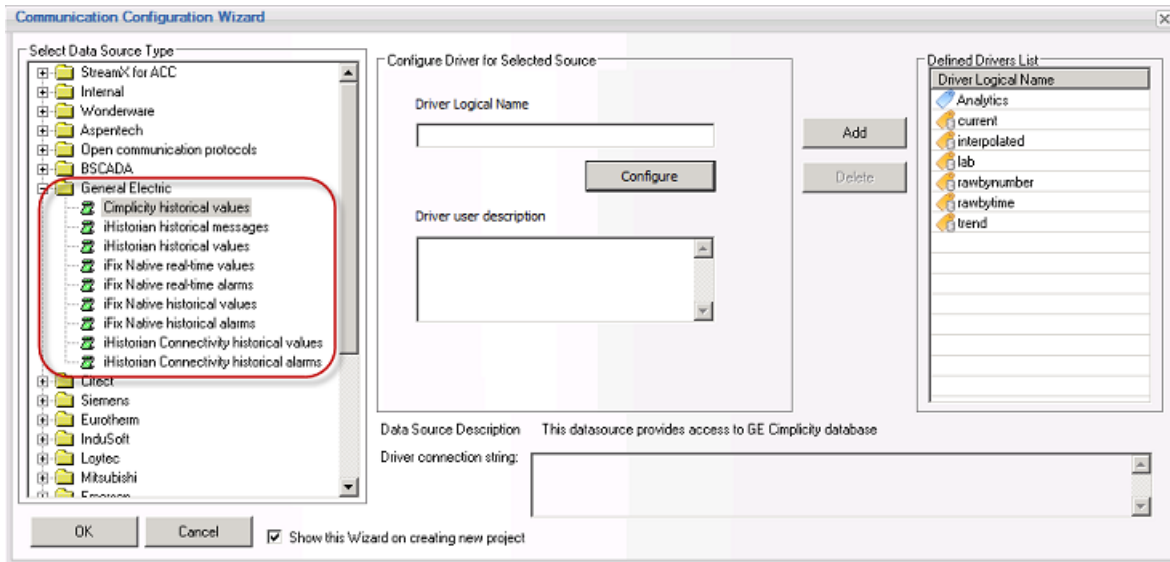 Communication Configuration Wizard
Select Data Source Type
StreamX for ACC
Internal
Wonderware
Aspentech
Open communication protocols
BSCADA
General Electric
Cimplicity historical values
iHistorian historical messages
iHistorian historical values
iFix Native real-time values
iFix Native real-time alarms
iFix Native historical values
iFix Native historical alarms
iHistorian Connectivity historical values
iHistorian Connectivity historical alarms
Citect
Siemens
Eurotherm
InduSoft
Loytec
Mitsubishi
Emerson
OK
Cancel
Show this Wizard on creating new project
Configure Driver for Selected Source
Driver Logical Name
Configure
Driver user description
Add
Delete
Defined Drivers List
Driver Logical Name
Analytics
current
interpolated
lab
rawbynumber
rawbytime
trend
Data Source Description This datasource provides access to GE Cimplicity database
Driver connection string: